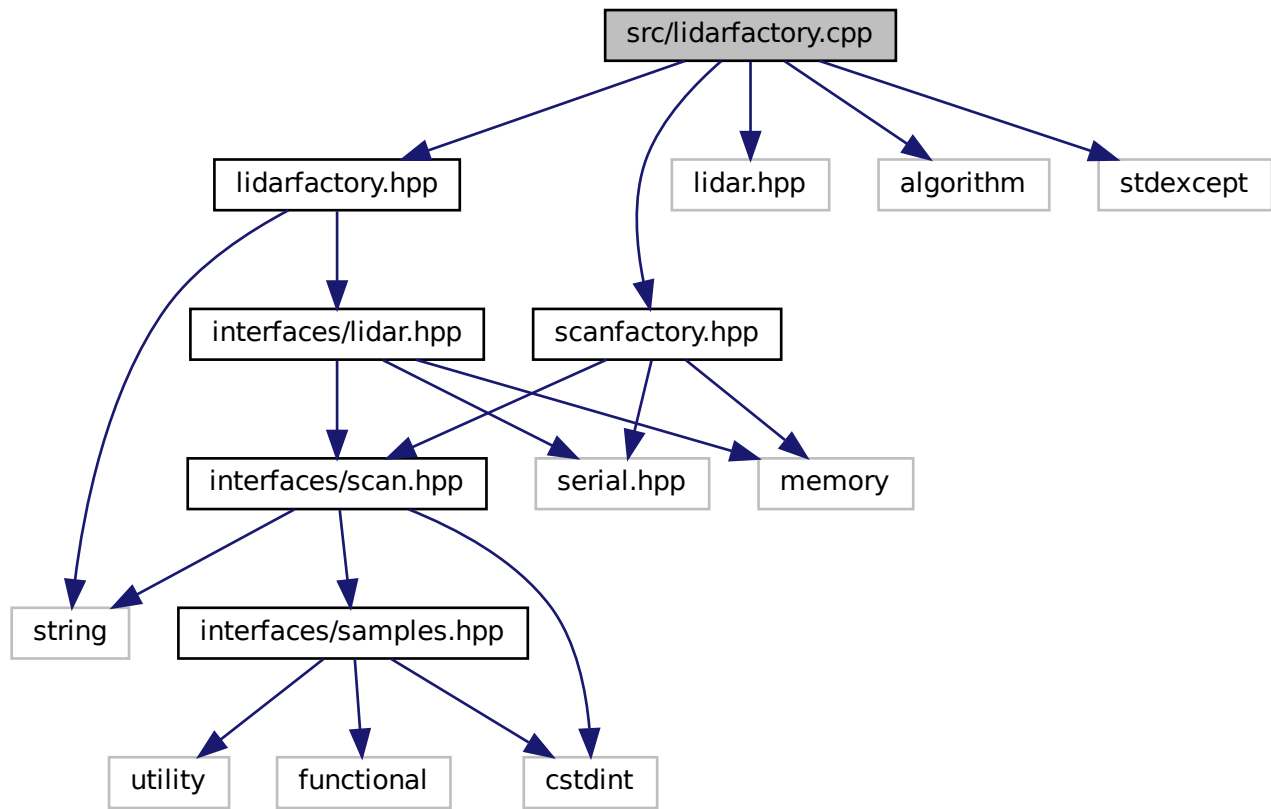 src/lidarfactory.cpp
lidarfactory.hpp
lidar.hpp
algorithm
stdexcept
interfaces/lidar.hpp
scanfactory.hpp
interfaces/scan.hpp
serial.hpp
memory
string
interfaces/samples.hpp
utility
functional
cstdint